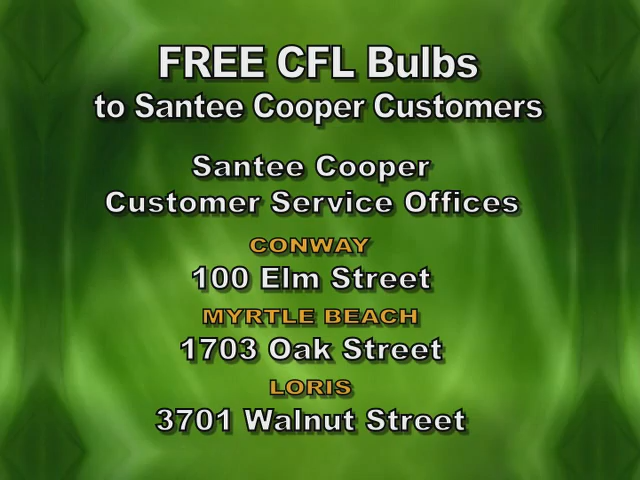 FREE CFL Bulbs
to Santee Cooper Customers
Santee Cooper
Customer Service Offices
CONWAY
100 Elm Street
MYRTLE BEACH
1703 Oak Street
LORIS
3701 Walnut Street